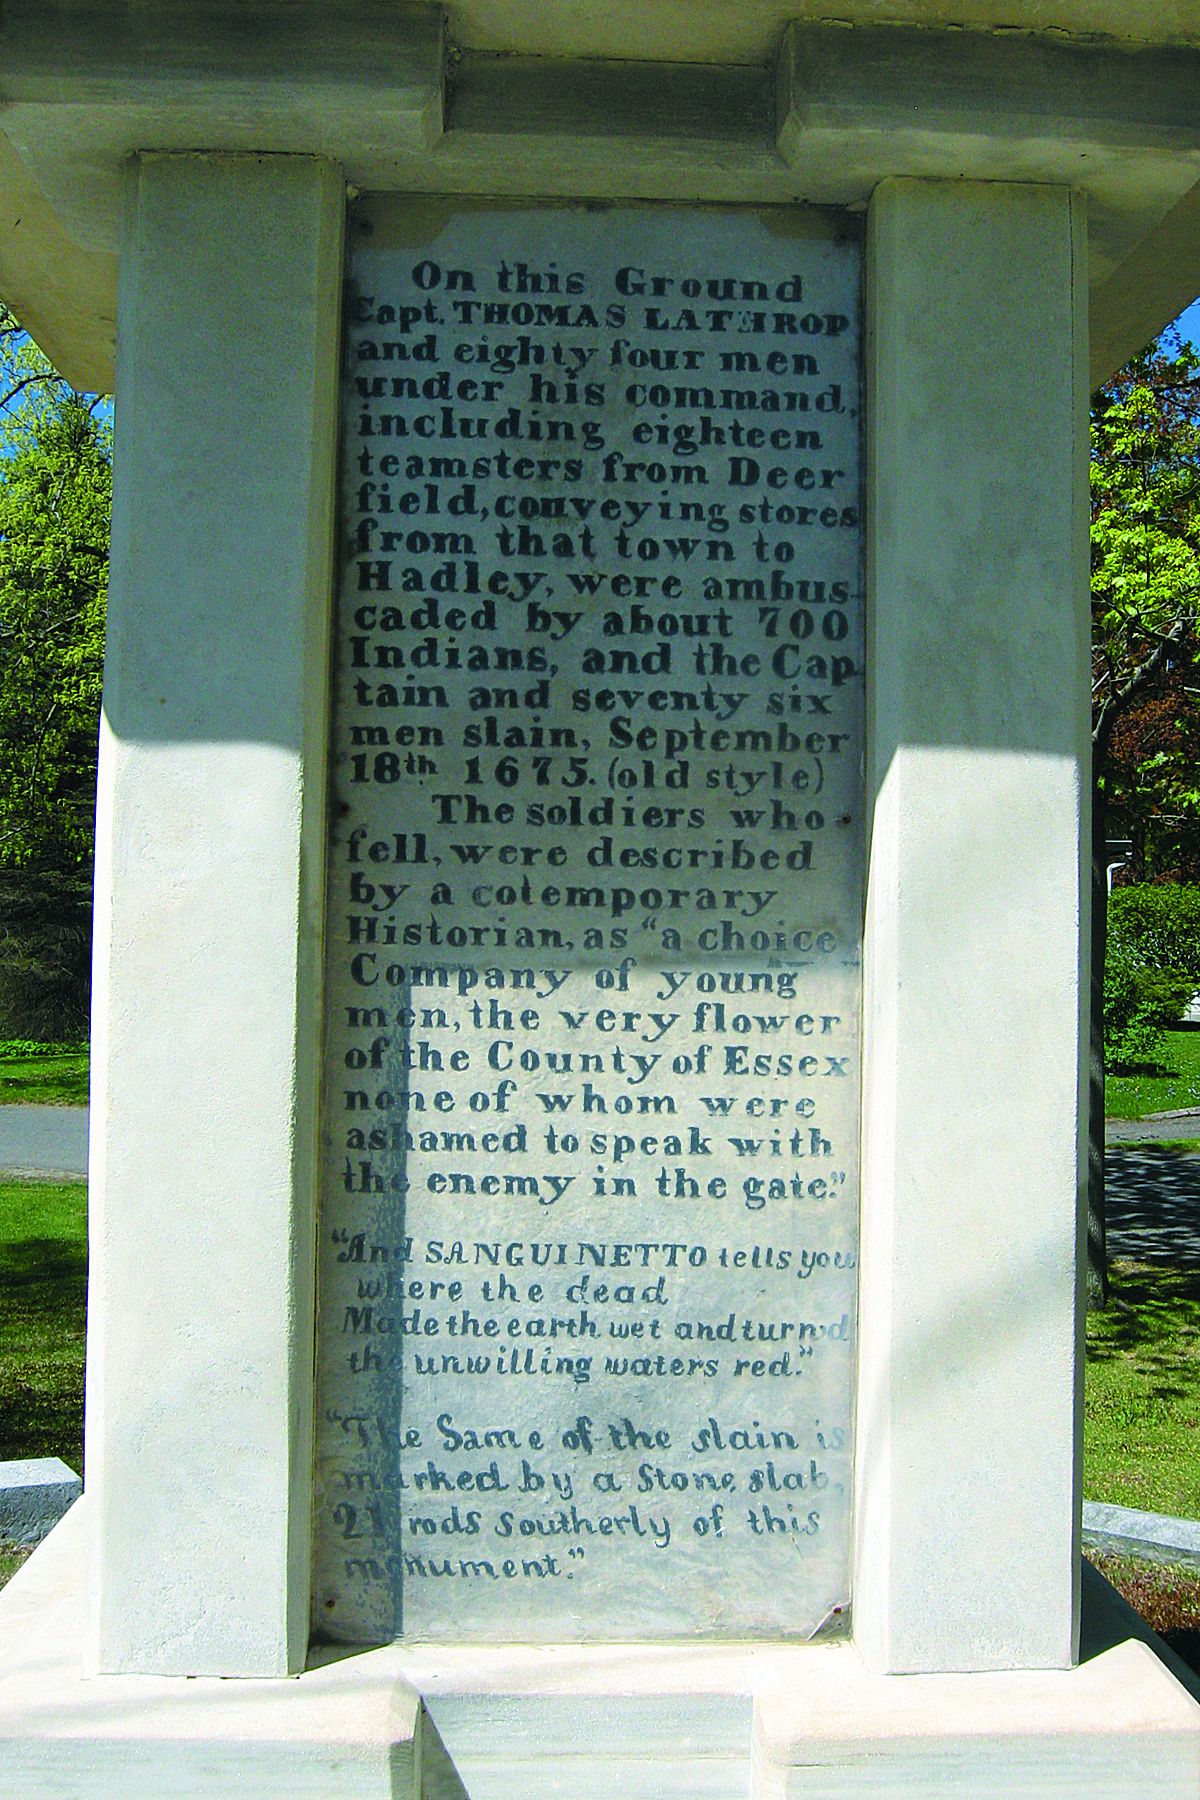 On this Ground
Capt. THOMAS LATHROP
and eighty four men
under his command,
including eighteen
teamsters from Deer
field, conveying stores
from that town to
Hadley, were ambus-
caded by about 700
Indians, and the Cap-
tain and seventy six
men slain, September
18th 1675. (old style)
The soldiers who
fell, were described
by a cotemporary
Historian, as "a choice
Company of young
men, the very flower
of the County of Essex
none of whom were
ashamed to speak with
the enemy in the gate."
"And SANGUINETTO tells you
where the dead
Made the earth wet and turn'd
the unwilling waters red."
"The Same of the slain is
marked by a Stone slab,
21 rods southerly of this
monument."